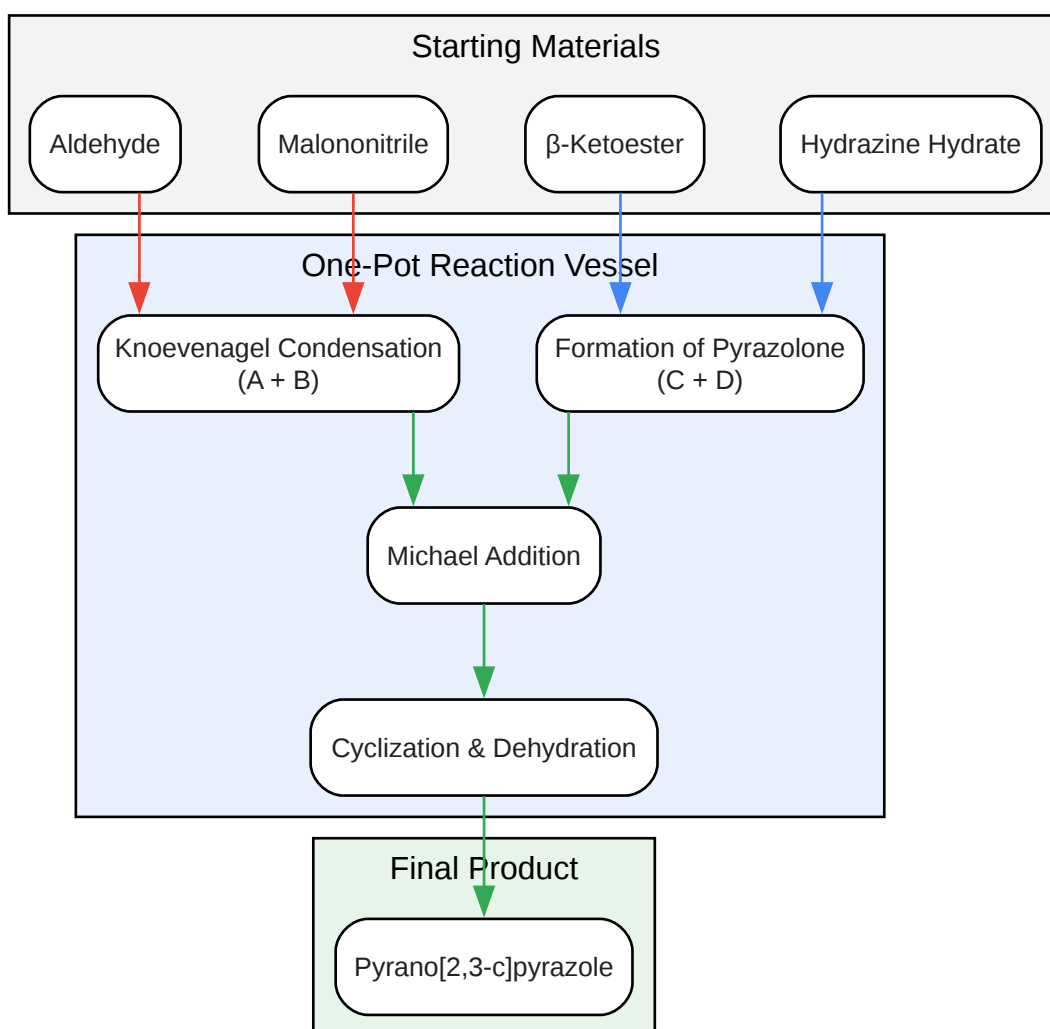 Starting Materials
Aldehyde
Malononitrile
β-Ketoester
Hydrazine Hydrate
One-Pot Reaction Vessel
Knoevenagel Condensation
(A + B)
Formation of Pyrazolone
(C + D)
Michael Addition
Cyclization & Dehydration
Final Product
Pyrano[2,3-c]pyrazole